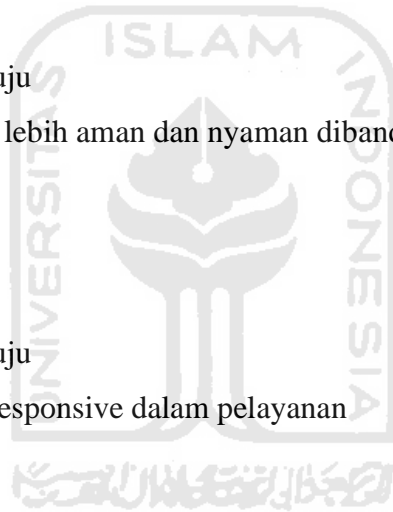 ISLAM
UNIVERSITAS
INDONESIA
uju
lebih aman dan nyaman diband
uju
esponsive dalam pelayanan